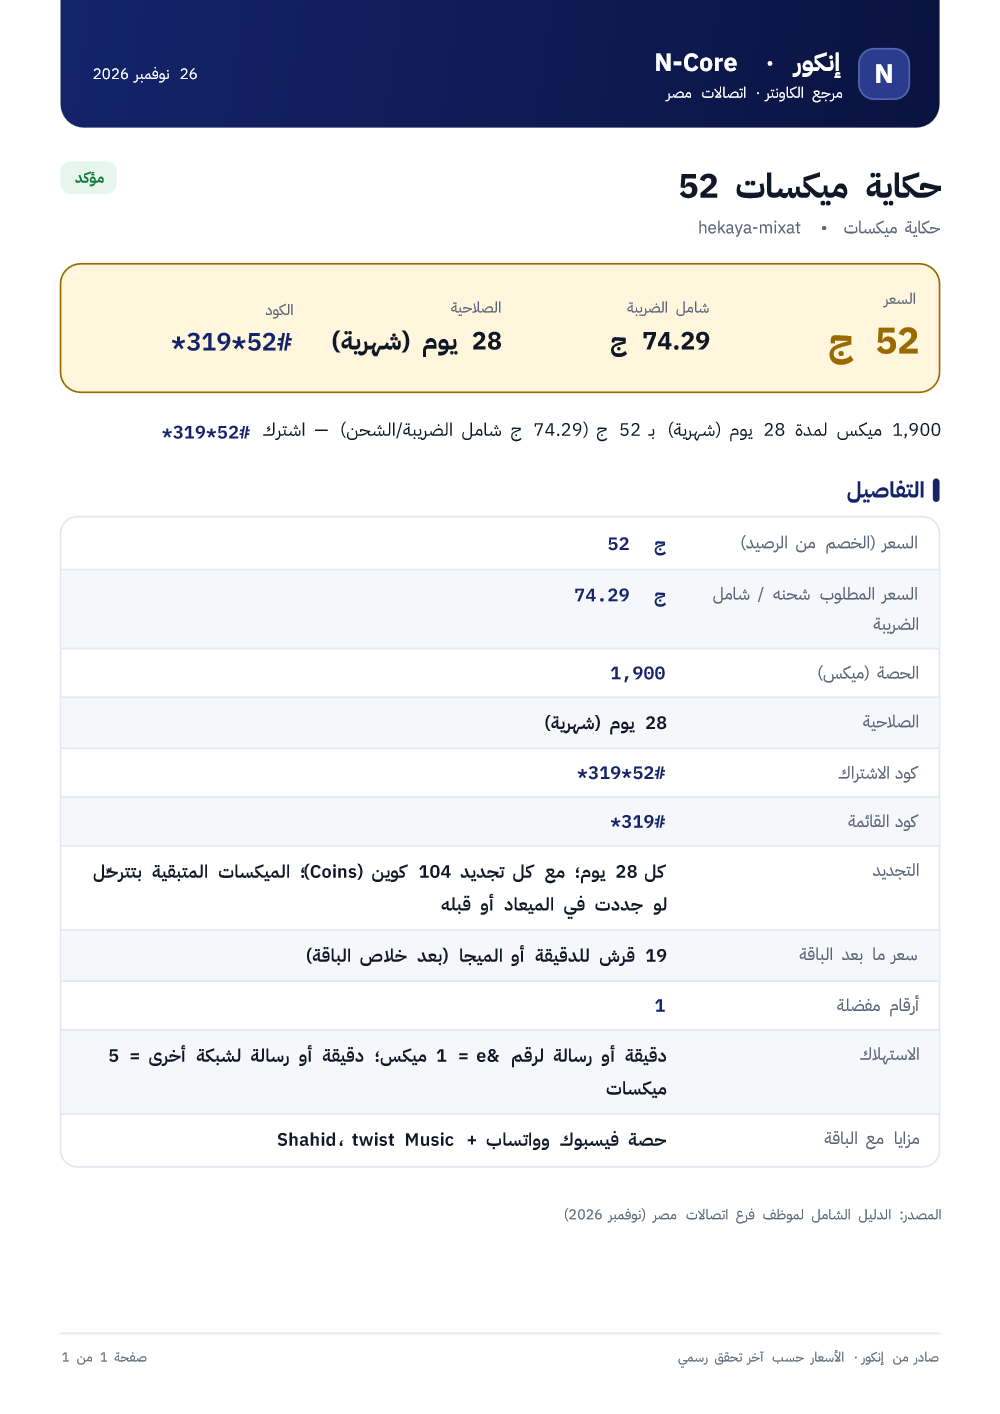 N
إنكور · N-Core
مرجع الكاونتر · اتصالات مصر
26 نوفمبر 2026
حكاية ميكسات 52
مؤكد
حكاية ميكسات • hekaya-mixat
السعر
52 ج
شامل الضريبة
74.29 ج
الصلاحية
28 يوم (شهرية)
الكود
*319*52#
1,900 ميكس لمدة 28 يوم (شهرية) بـ 52 ج (74.29 ج شامل الضريبة/الشحن) — اشترك *319*52#
التفاصيل
السعر (الخصم من الرصيد)
52 ج
السعر المطلوب شحنه / شامل
الضريبة
74.29 ج
الحصة (ميكس)
1,900
الصلاحية
28 يوم (شهرية)
كود الاشتراك
*319*52#
كود القائمة
*319#
التجديد
كل 28 يوم؛ مع كل تجديد 104 كوين (Coins)؛ الميكسات المتبقية بتترحّل
لو جددت في الميعاد أو قبله
سعر ما بعد الباقة
19 قرش للدقيقة أو الميجا (بعد خلاص الباقة)
أرقام مفضلة
1
الاستهلاك
دقيقة أو رسالة لرقم e& = 1 ميكس؛ دقيقة أو رسالة لشبكة أخرى = 5
ميكسات
مزايا مع الباقة
حصة فيسبوك وواتساب + Shahid، twist Music
المصدر: الدليل الشامل لموظف فرع اتصالات مصر (نوفمبر 2026)
صادر من إنكور · الأسعار حسب آخر تحقق رسمي
صفحة 1 من 1